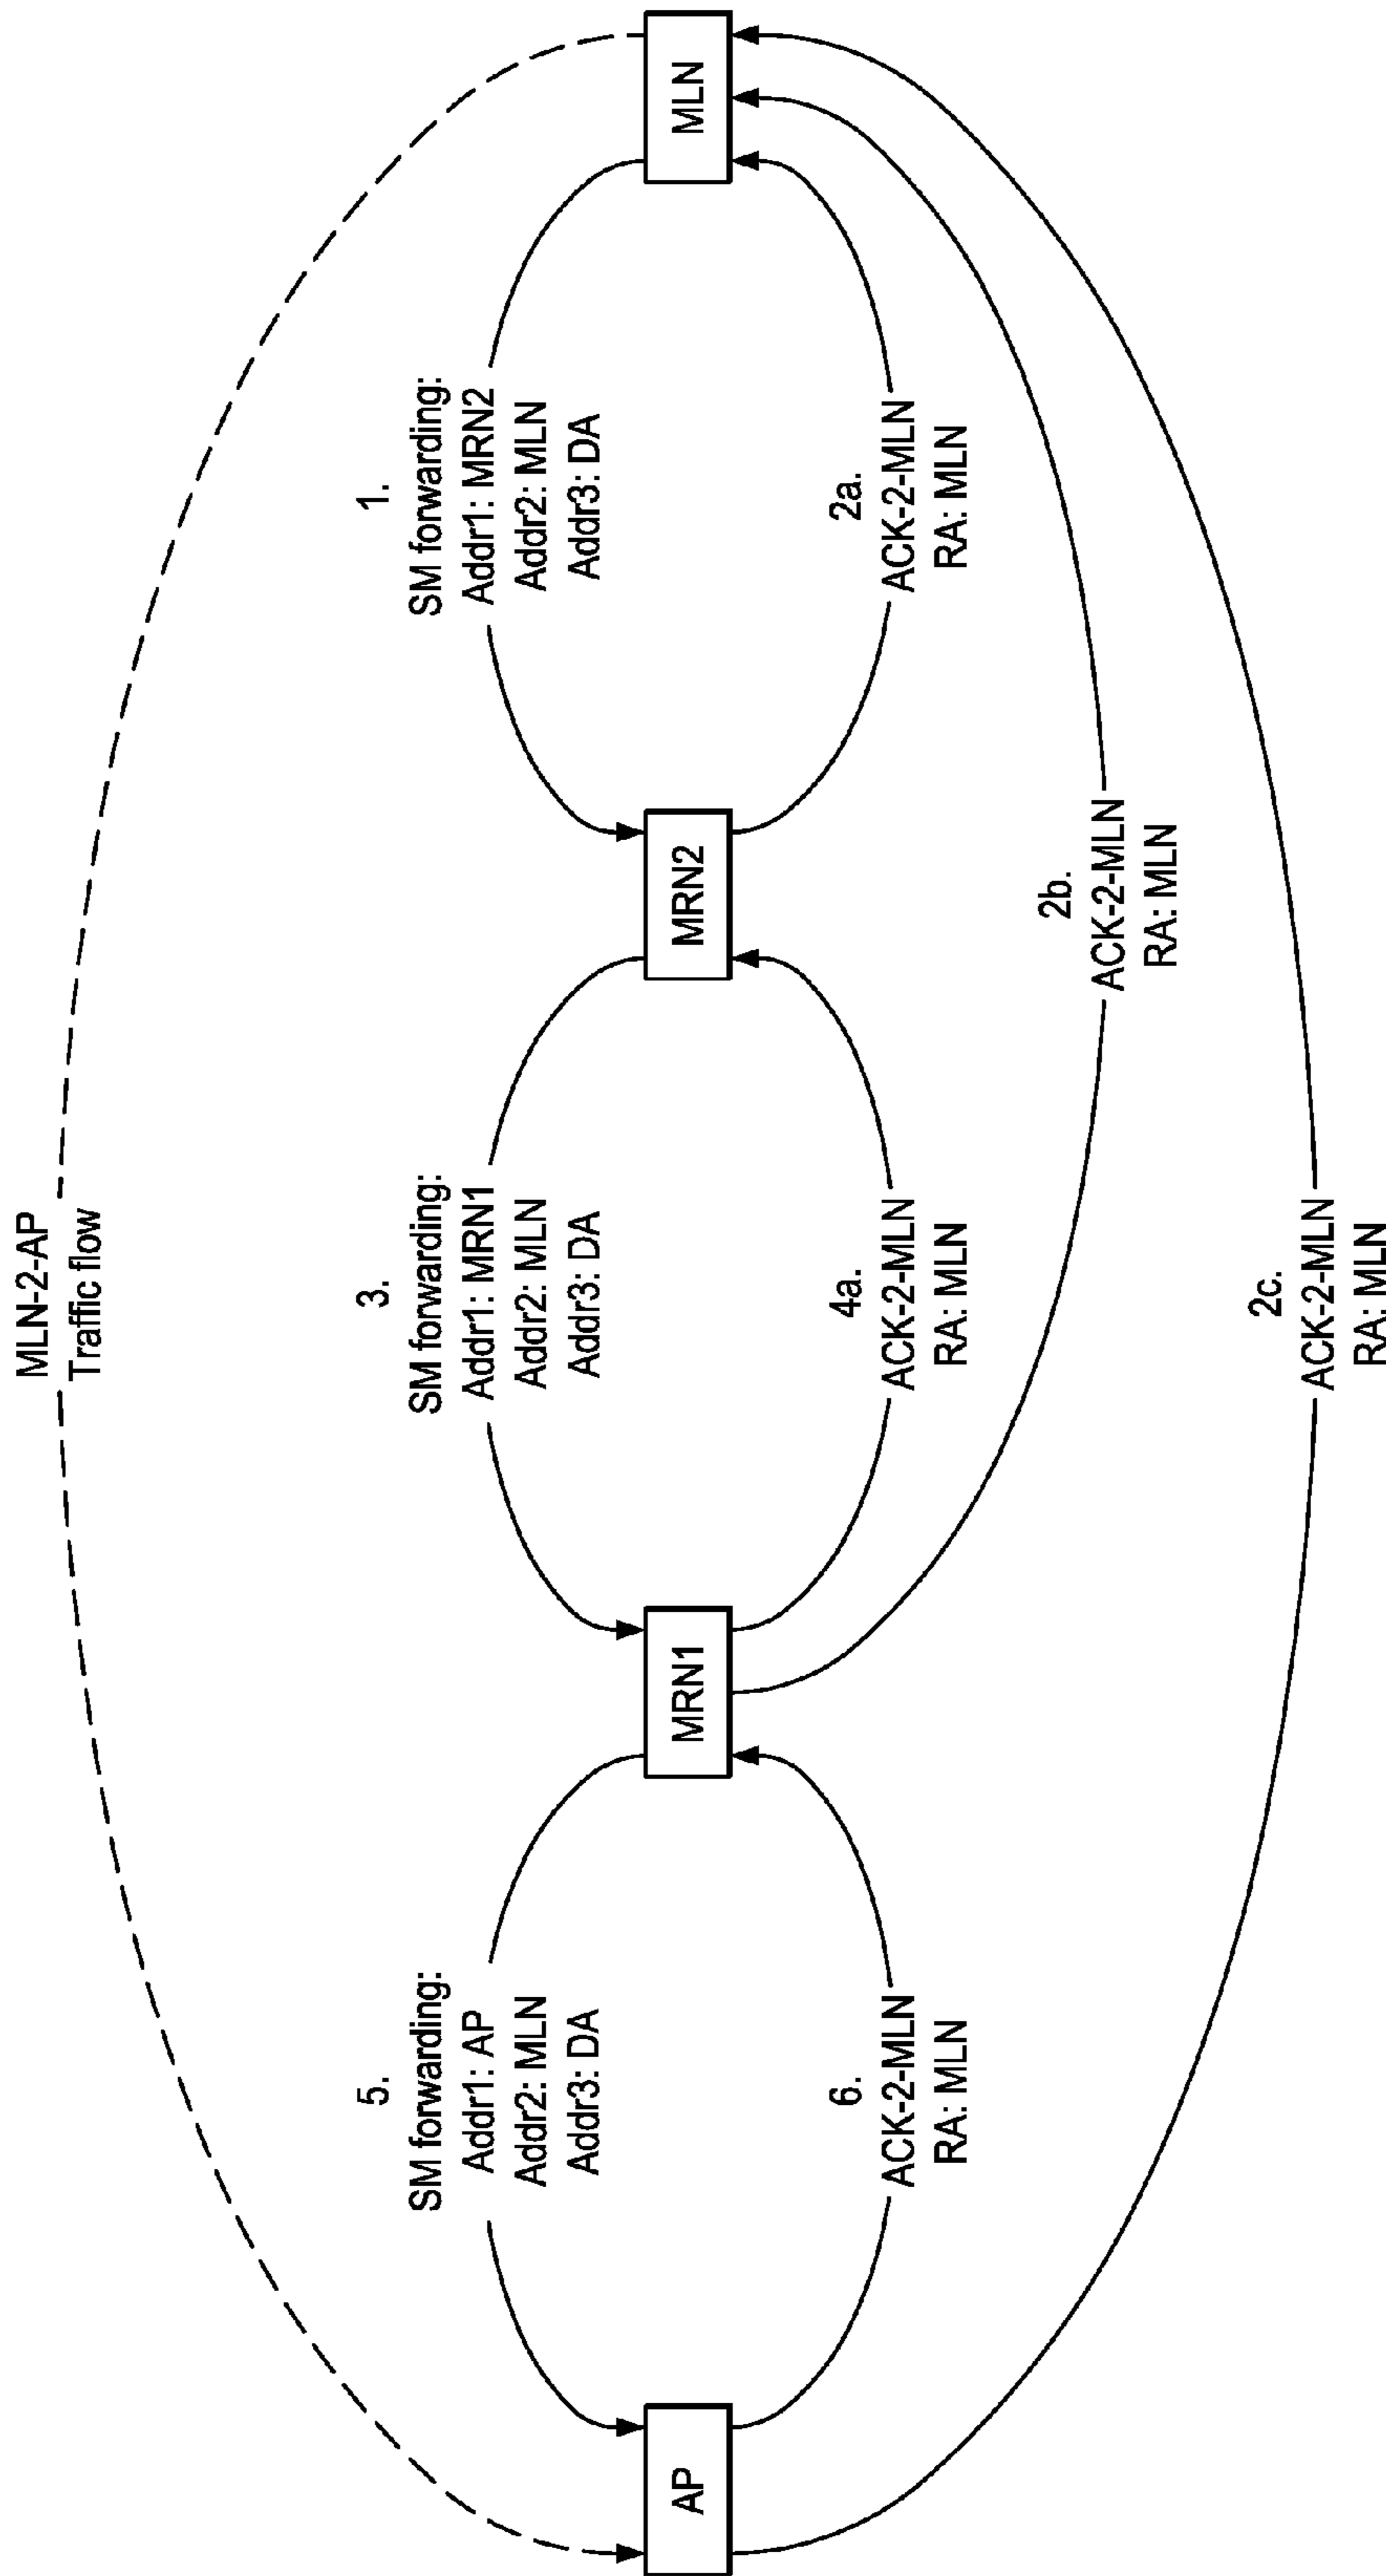 MLN-2-AP
Traffic flow
5.
SM forwarding:
Addr1: AP
Addr2: MLN
Addr3: DA
3.
SM forwarding:
Addr1: MRN1
Addr2: MLN
Addr3: DA
1.
SM forwarding:
Addr1: MRN2
Addr2: MLN
Addr3: DA
AP
MRN1
MRN2
MLN
6.
ACK-2-MLN
RA: MLN
4a.
ACK-2-MLN
RA: MLN
2a.
ACK-2-MLN
RA: MLN
2b.
ACK-2-MLN
RA: MLN
2c.
ACK-2-MLN
RA: MLN